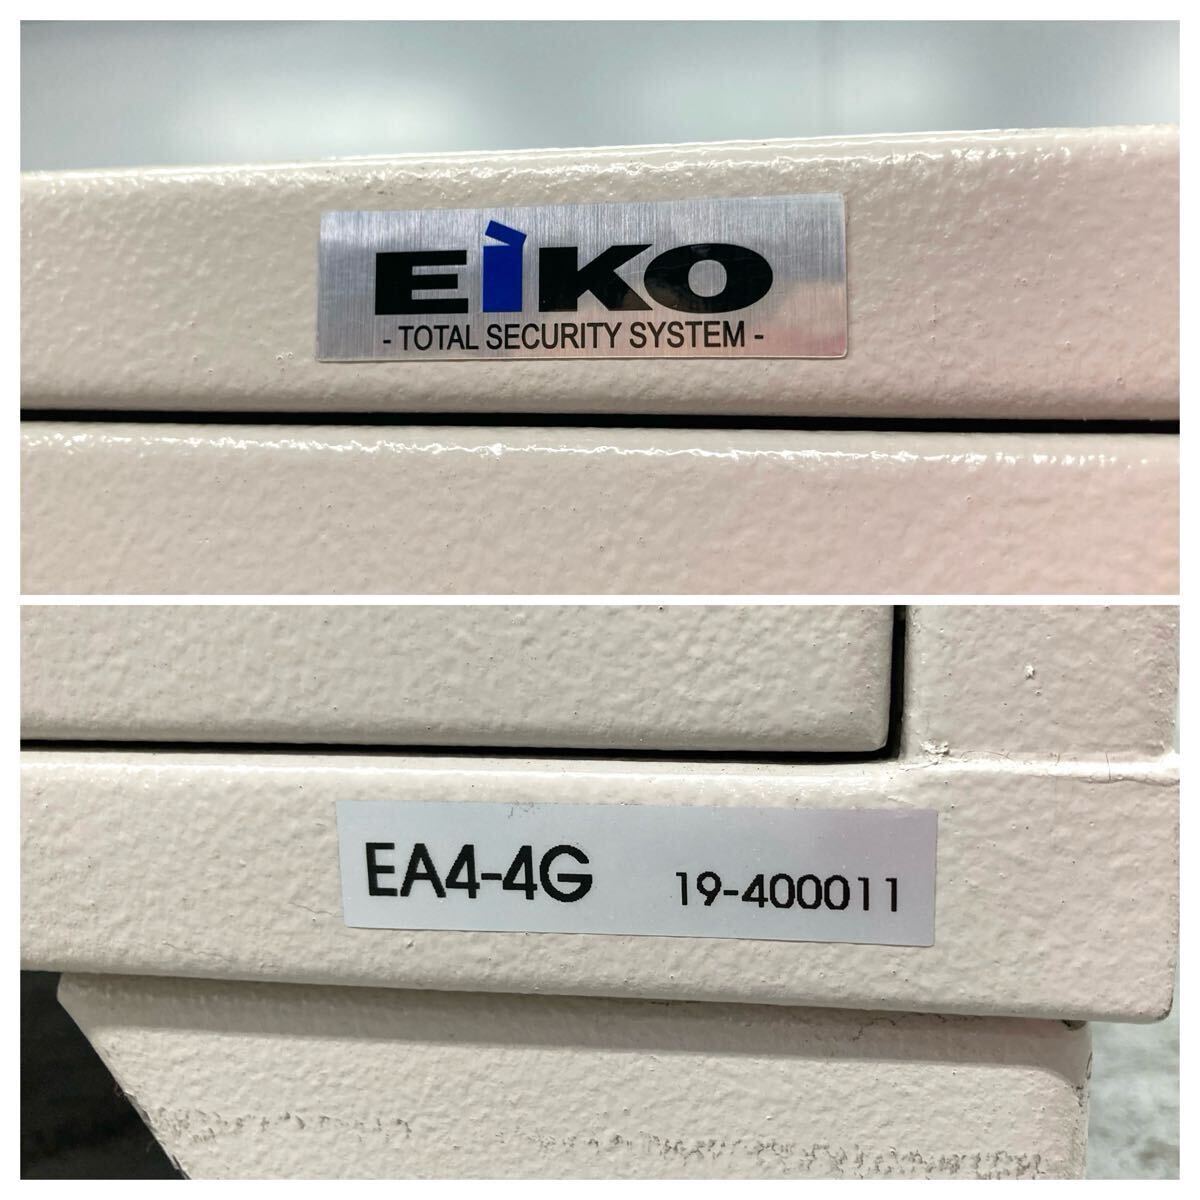 EiKO
- TOTAL SECURITY SYSTEM -
EA4-4G 19-400011